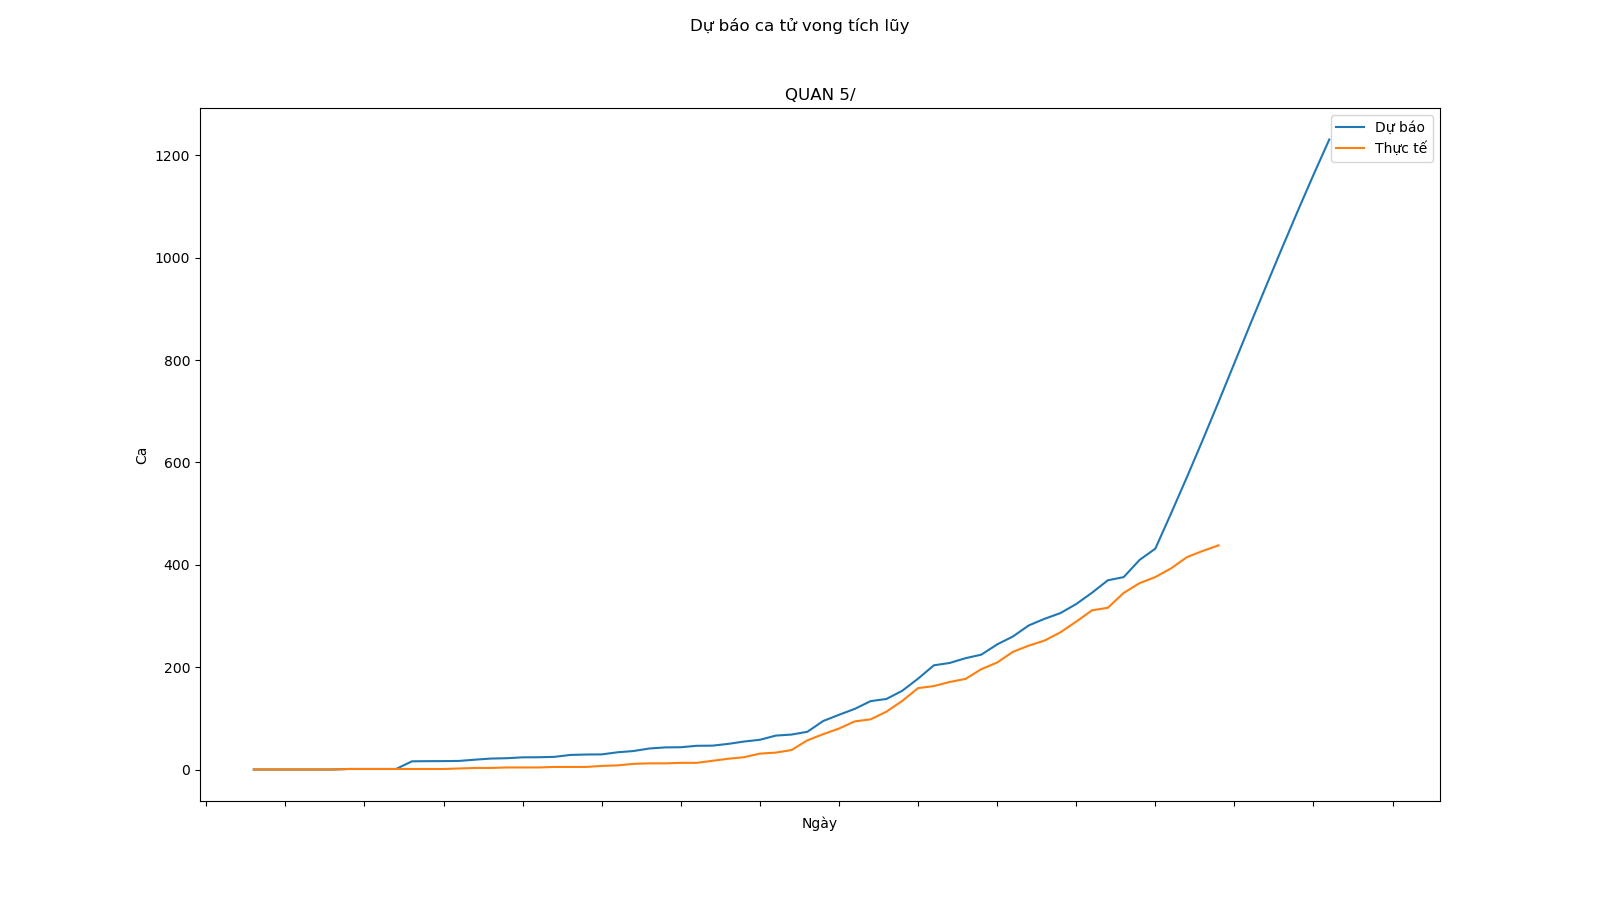 Dự báo ca tử vong tích lũy
QUAN 5/
Dự báo
Thực tế
1200
1000
800
600
400
200
0
Ca
Ngày